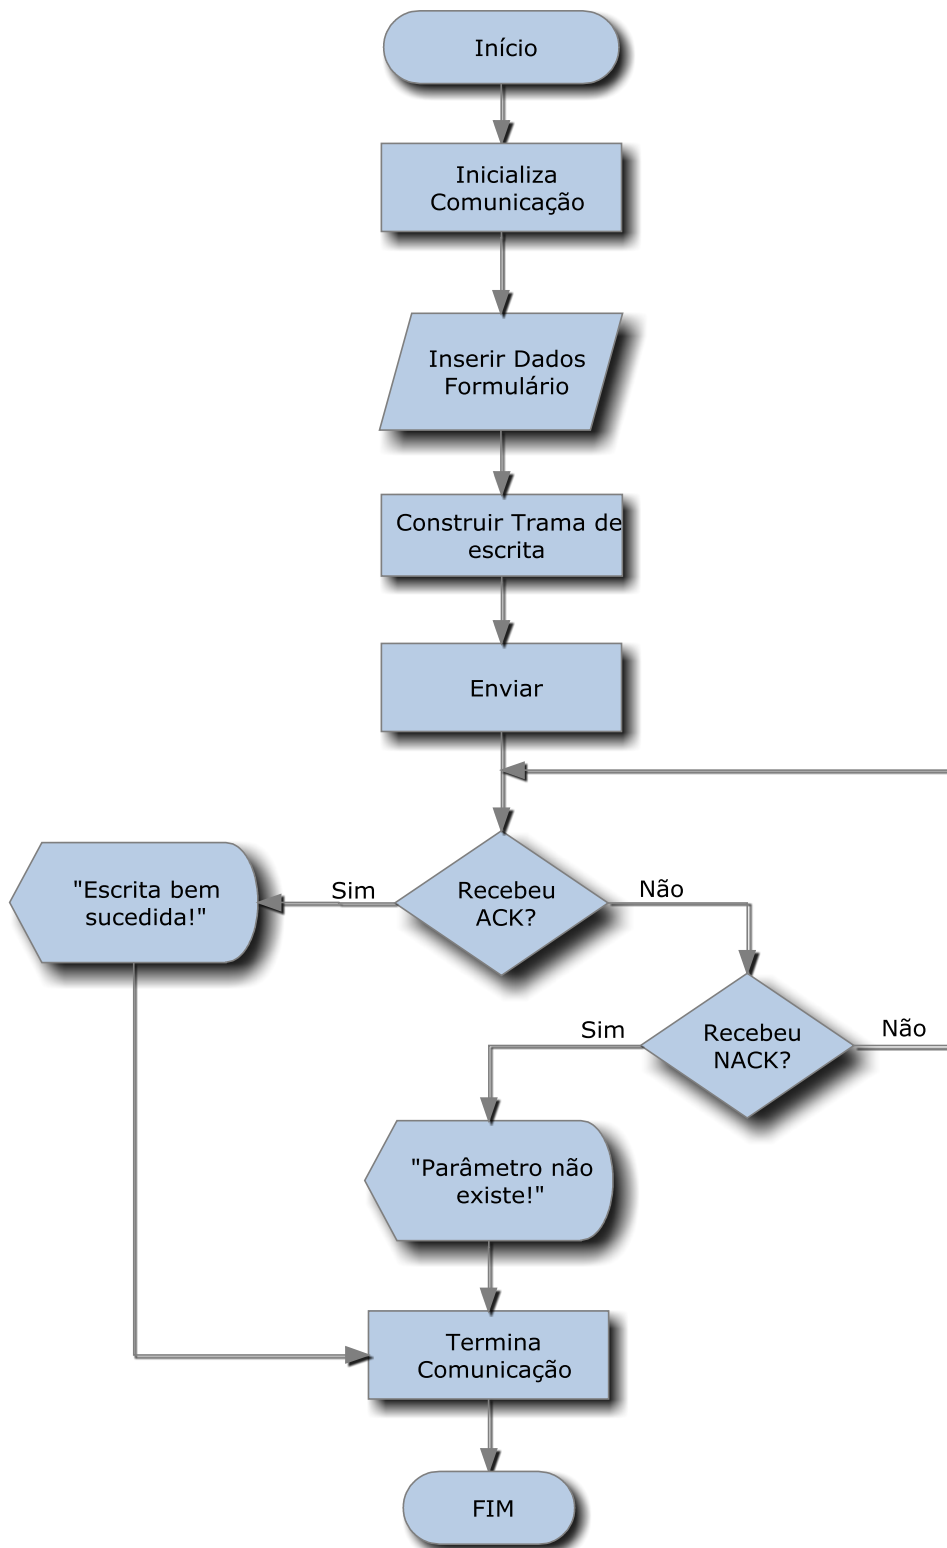 Início
Inicializa
Comunicação
Inserir Dados
Formulário
Construir Trama de
escrita
Enviar
"Escrita bem
sucedida!"
Sim
Recebeu
ACK?
Não
Sim
Recebeu
NACK?
Não
"Parâmetro não
existe!"
Termina
Comunicação
FIM